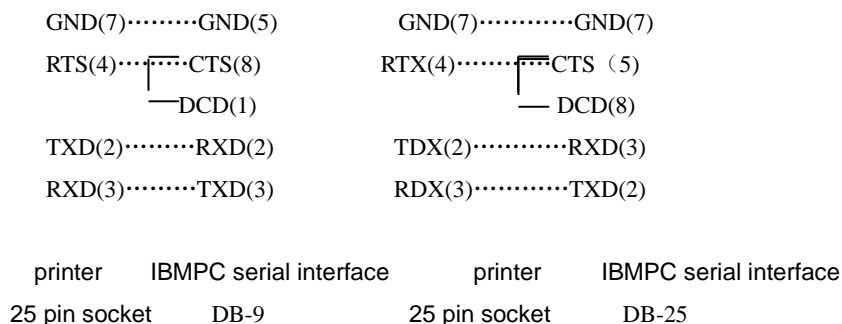 GND(7)·········GND(5) GND(7)············GND(7)
RTS(4)·········CTS(8) RTX(4)············CTS（5)
DCD(1) DCD(8)
TXD(2)·········RXD(2) TDX(2)············RXD(3)
RXD(3)·········TXD(3) RDX(3)············TXD(2)
printer IBMPC serial interface printer IBMPC serial interface
25 pin socket DB-9 25 pin socket DB-25